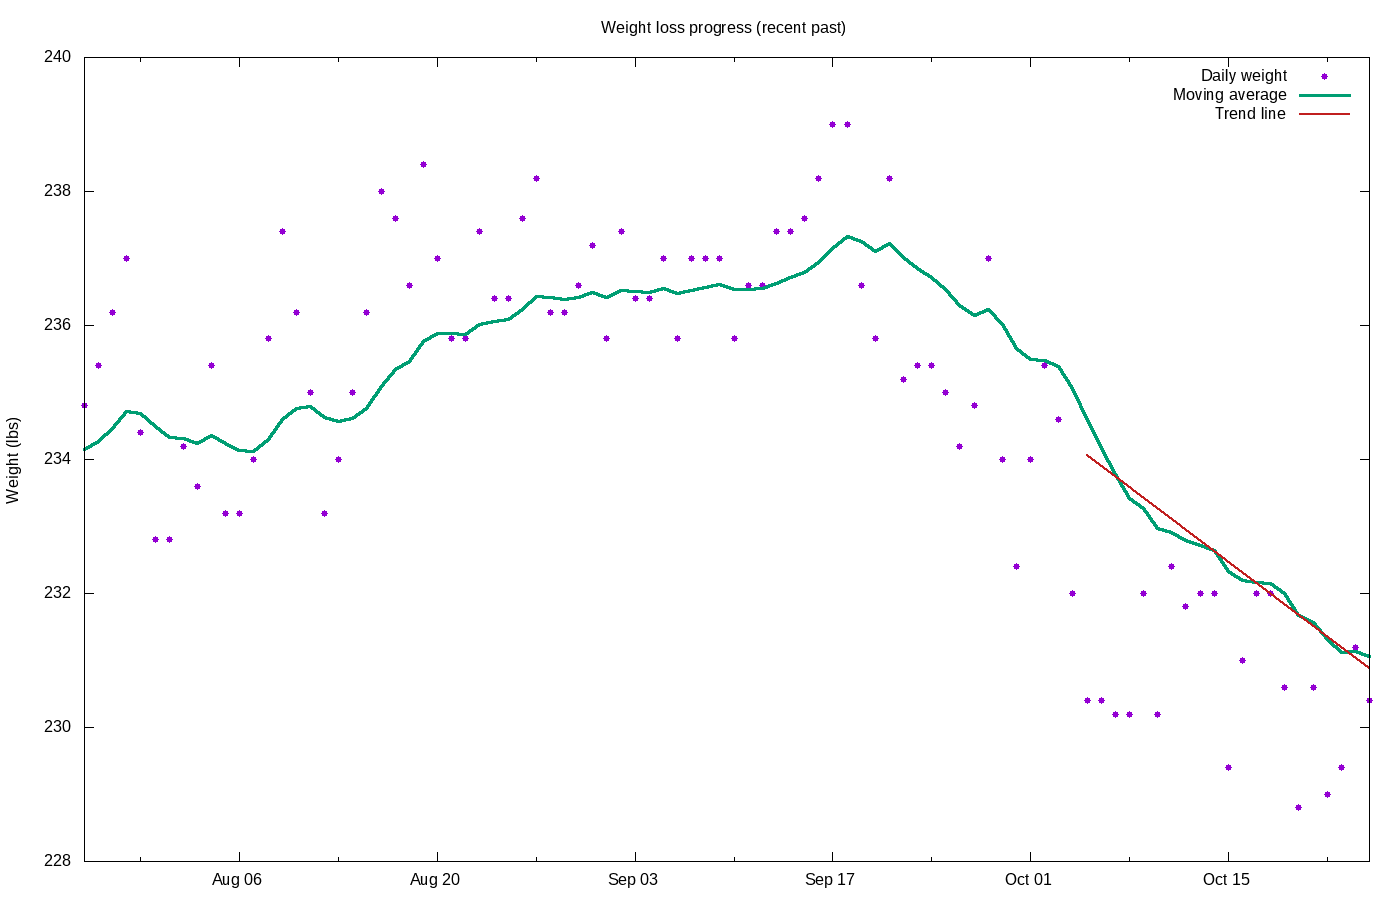 Weight loss progress (recent past)
240
238
236
234
232
230
228
Weight (lbs)
Daily weight
Moving average
Trend line
Aug 06
Aug 20
Sep 03
Sep 17
Oct 01
Oct 15